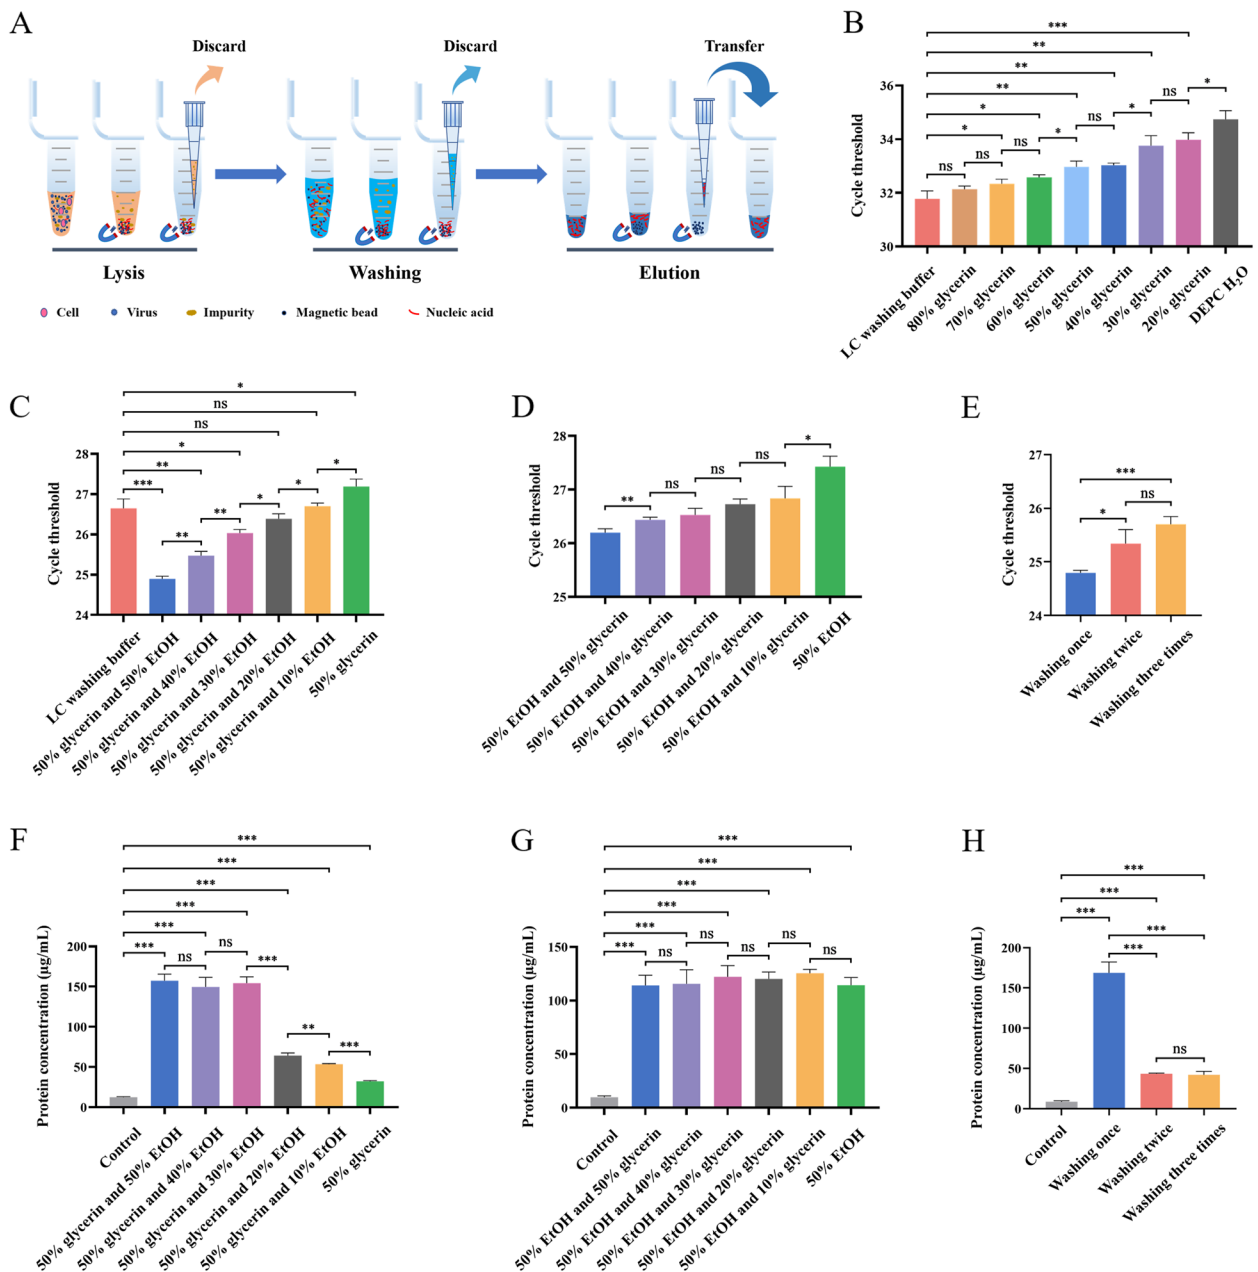 A
Discard
Discard
Transfer
Lysis
Washing
Elution
Cell
Virus
Impurity
Magnetic bead
Nucleic acid
B
***
**
**
**
*
*
ns
ns
ns
*
ns
*
ns
*
Cycle threshold
36
34
32
30
LC washing buffer
80% glycerin
70% glycerin
60% glycerin
50% glycerin
40% glycerin
30% glycerin
20% glycerin
DEPC H₂O
C
*
ns
ns
*
**
***
**
**
*
*
*
Cycle threshold
28
27
26
25
24
LC washing buffer
50% glycerin and 50% EtOH
50% glycerin and 40% EtOH
50% glycerin and 30% EtOH
50% glycerin and 20% EtOH
50% glycerin and 10% EtOH
50% glycerin
D
**
ns
ns
ns
*
Cycle threshold
28
27
26
25
50% EtOH and 50% glycerin
50% EtOH and 40% glycerin
50% EtOH and 30% glycerin
50% EtOH and 20% glycerin
50% EtOH and 10% glycerin
50% EtOH
E
***
*
ns
Cycle threshold
27
26
25
24
Washing once
Washing twice
Washing three times
F
***
***
***
***
***
***
ns
ns
***
**
***
Protein concentration (μg/mL)
200
150
100
50
0
Control
50% glycerin and 50% EtOH
50% glycerin and 40% EtOH
50% glycerin and 30% EtOH
50% glycerin and 20% EtOH
50% glycerin and 10% EtOH
50% glycerin
G
***
***
***
***
***
***
ns
ns
ns
ns
ns
Protein concentration (μg/mL)
150
100
50
0
Control
50% EtOH and 50% glycerin
50% EtOH and 40% glycerin
50% EtOH and 30% glycerin
50% EtOH and 20% glycerin
50% EtOH and 10% glycerin
50% EtOH
H
***
***
***
***
***
ns
Protein concentration (μg/mL)
200
150
100
50
0
Control
Washing once
Washing twice
Washing three times